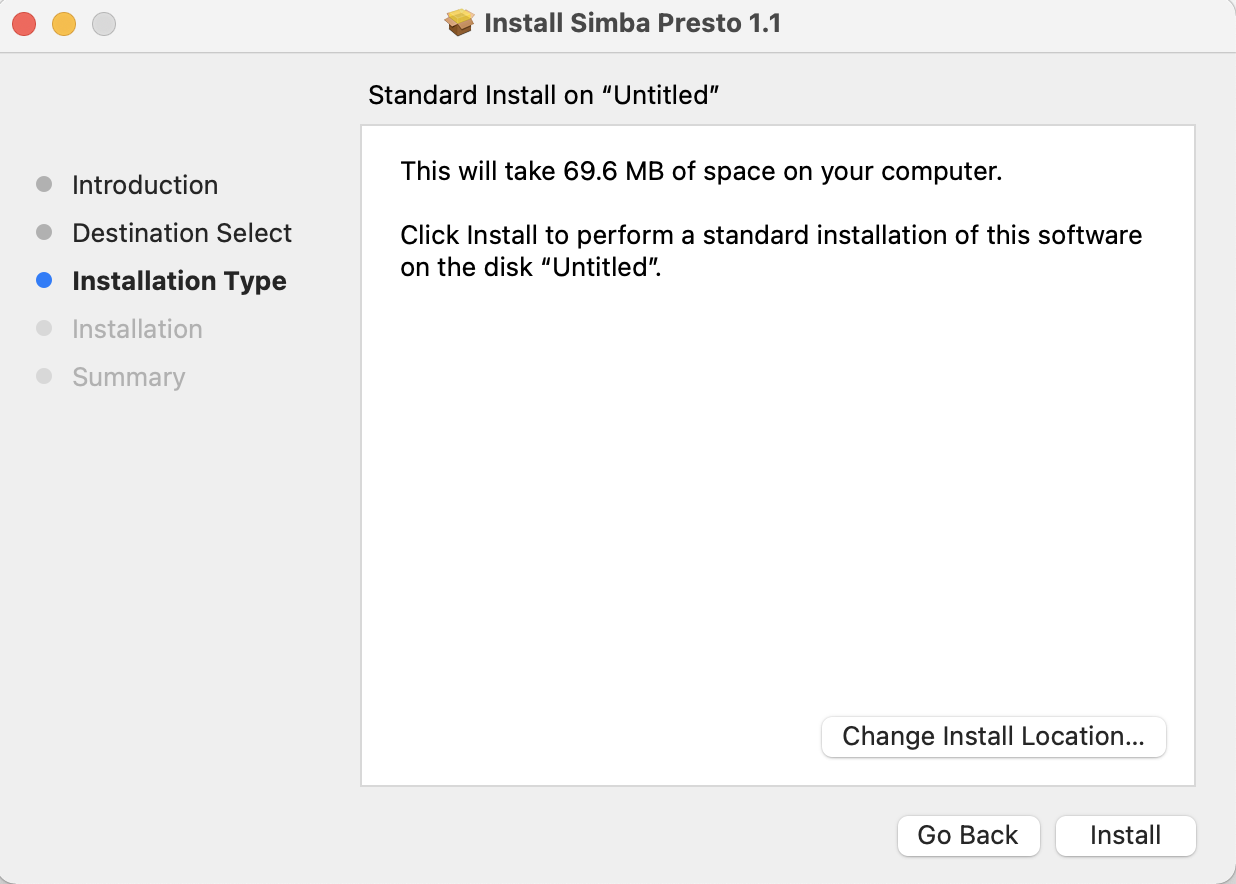 Install Simba Presto 1.1
Standard Install on “Untitled”
Introduction
Destination Select
Installation Type
Installation
Summary
This will take 69.6 MB of space on your computer.
Click Install to perform a standard installation of this software
on the disk “Untitled”.
Change Install Location...
Go Back
Install